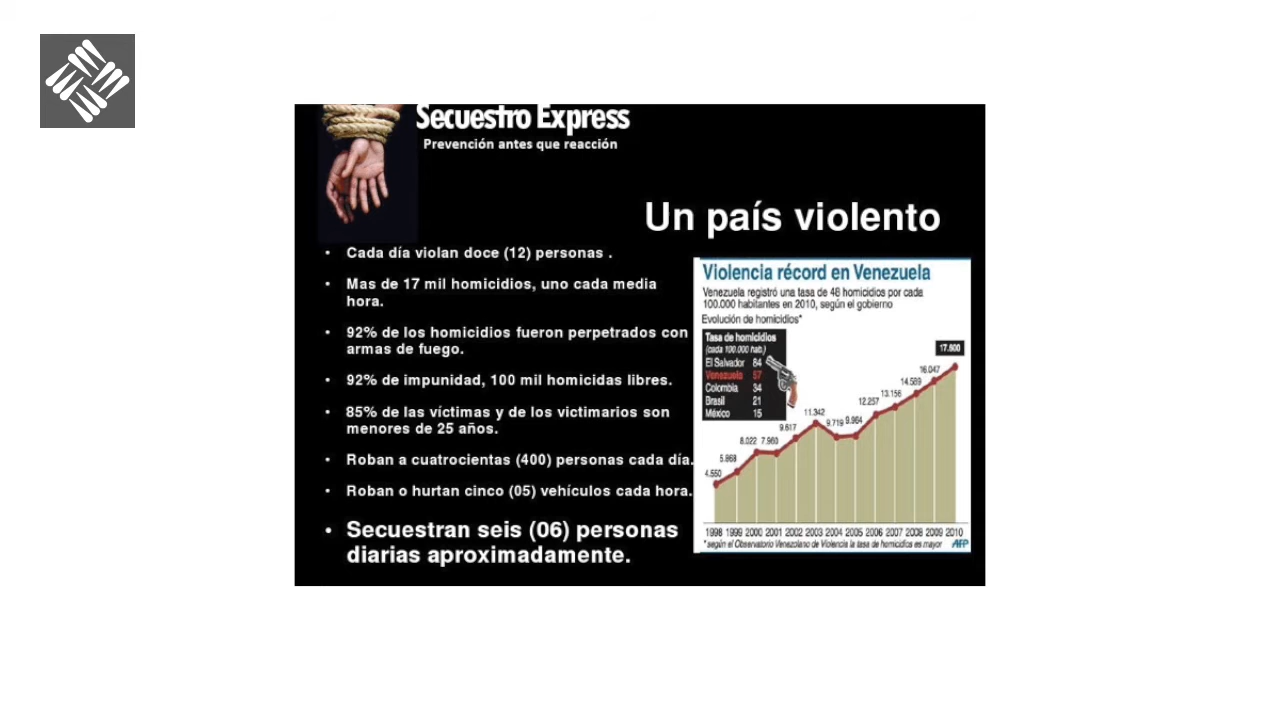 Secuestro Express
Prevención antes que reacción
Un país violento
• Cada día violan doce (12) personas .
• Mas de 17 mil homicidios, uno cada media
hora.
• 92% de los homicidios fueron perpetrados con
armas de fuego.
• 92% de impunidad, 100 mil homicidas libres.
• 85% de las víctimas y de los victimarios son
menores de 25 años.
• Roban a cuatrocientas (400) personas cada día.
• Roban o hurtan cinco (05) vehículos cada hora.
• Secuestran seis (06) personas
diarias aproximadamente.
Violencia récord en Venezuela
Venezuela registró una tasa de 48 homicidios por cada
100.000 habitantes en 2010, según el gobierno
Evolución de homicidios*
Tasa de homicidios
(cada 100.000 hab.)
El Salvador 64
Venezuela 57
Colombia 34
Brasil 21
México 15
4.550
5.968
8.022
7.960
9.617
11.342
9.719
9.964
12.257
13.156
14.589
16.047
17.600
1998 1999 2000 2001 2002 2003 2004 2005 2006 2007 2008 2009 2010
*según el Observatorio Venezolano de Violencia la tasa de homicidios es mayor
AFP